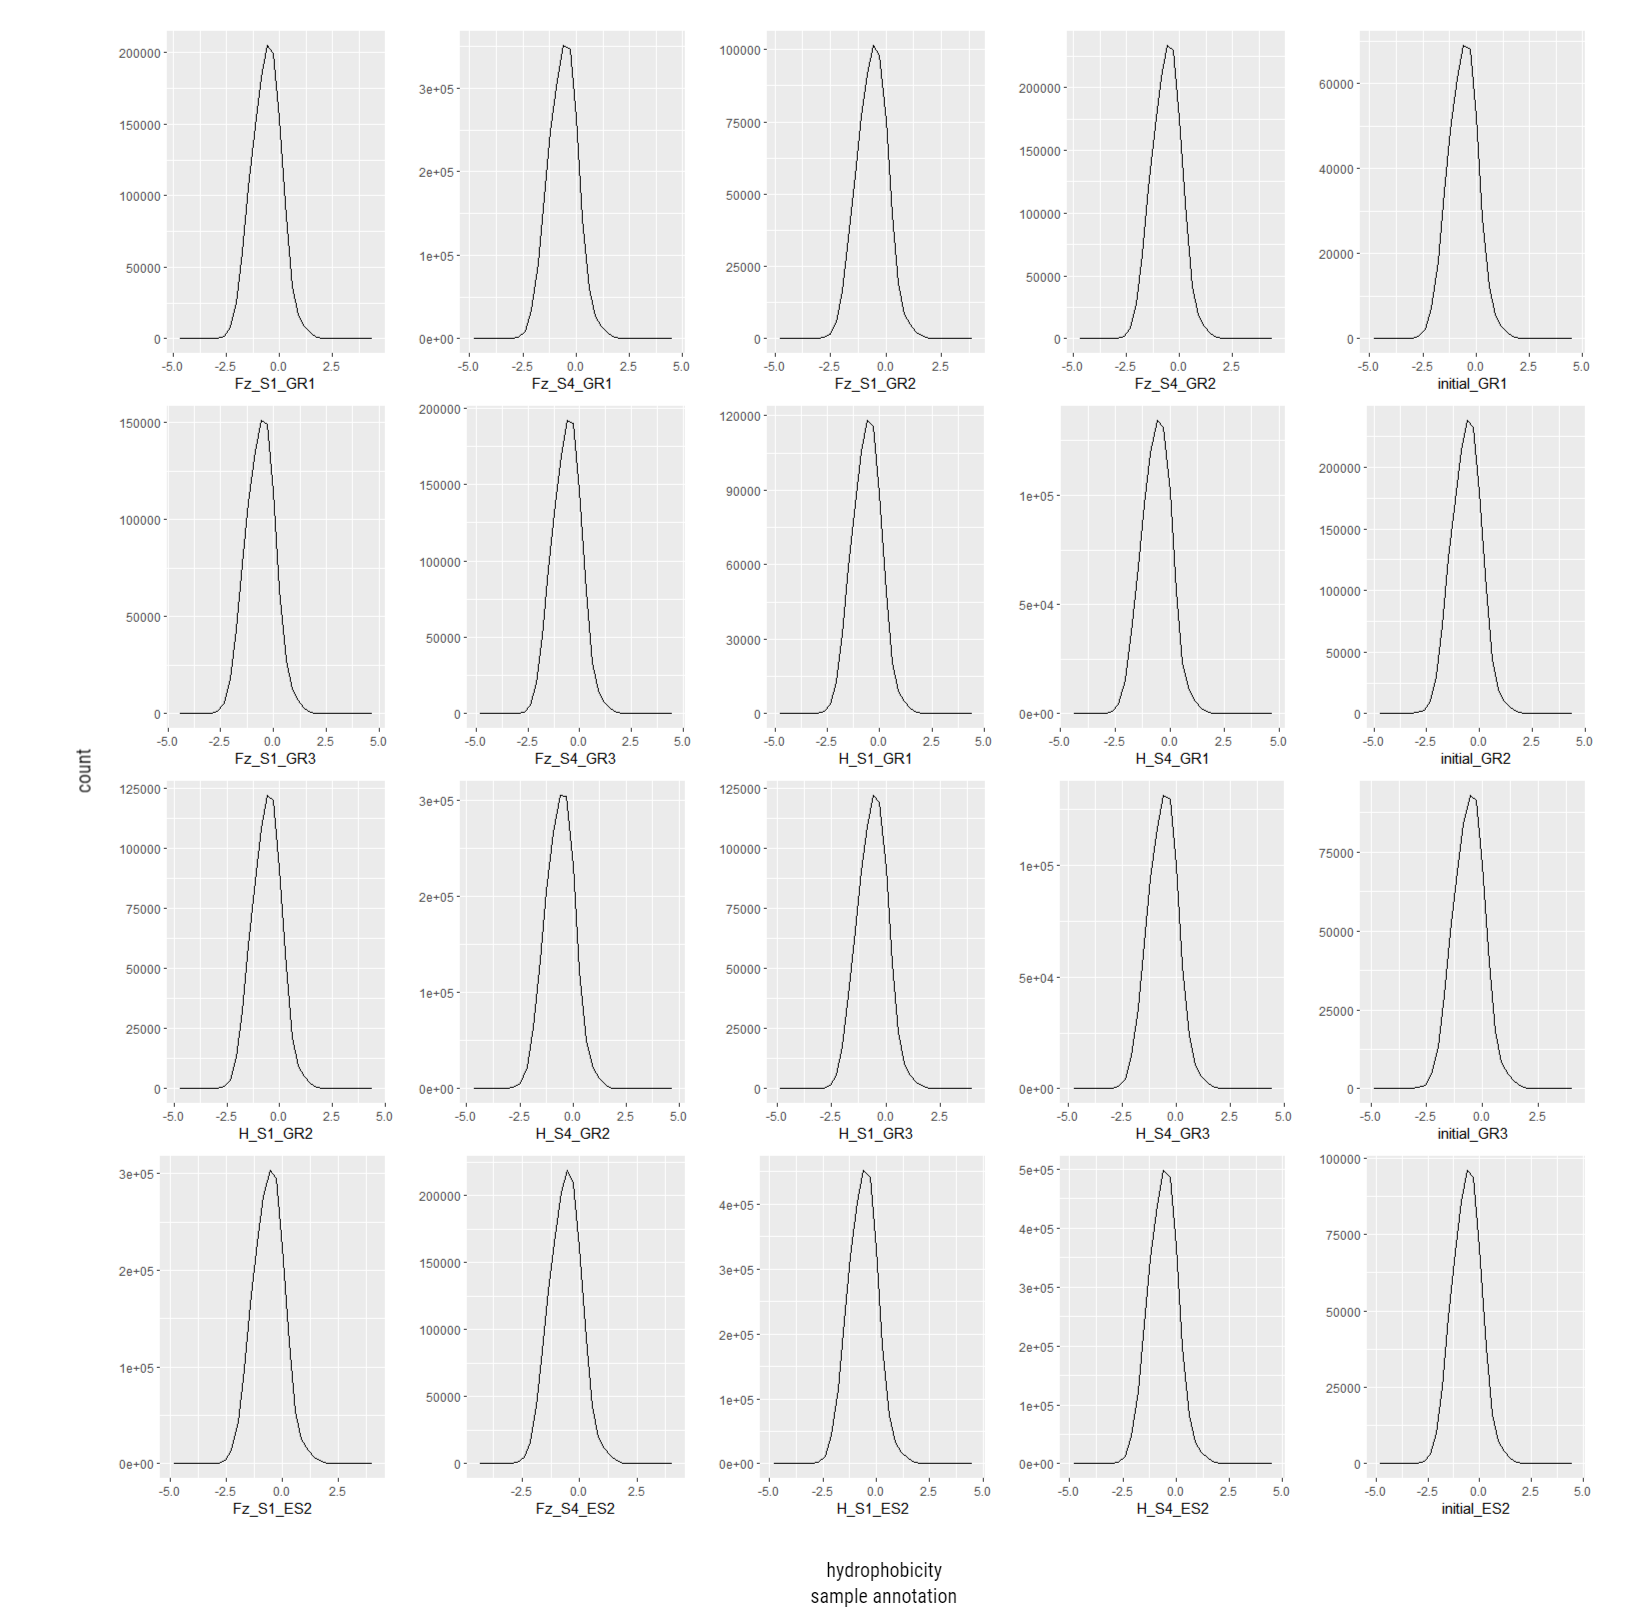 200000
150000
100000
50000
0
-5.0 -2.5 0.0 2.5
Fz_S1_GR1
3e+05
2e+05
1e+05
0e+00
-5.0 -2.5 0.0 2.5 5.0
Fz_S4_GR1
100000
75000
50000
25000
0
-5.0 -2.5 0.0 2.5
Fz_S1_GR2
200000
150000
100000
50000
0
-5.0 -2.5 0.0 2.5
Fz_S4_GR2
60000
40000
20000
0
-5.0 -2.5 0.0 2.5 5.0
initial_GR1
150000
100000
50000
0
-5.0 -2.5 0.0 2.5 5.0
Fz_S1_GR3
200000
150000
100000
50000
0
-5.0 -2.5 0.0 2.5 5.0
Fz_S4_GR3
120000
90000
60000
30000
0
-5.0 -2.5 0.0 2.5 5.0
H_S1_GR1
1e+05
5e+04
0e+00
-5.0 -2.5 0.0 2.5 5.0
H_S4_GR1
200000
150000
100000
50000
0
-5.0 -2.5 0.0 2.5 5.0
initial_GR2
count
125000
100000
75000
50000
25000
0
-5.0 -2.5 0.0 2.5 5.0
H_S1_GR2
3e+05
2e+05
1e+05
0e+00
-5.0 -2.5 0.0 2.5 5.0
H_S4_GR2
125000
100000
75000
50000
25000
0
-5.0 -2.5 0.0 2.5
H_S1_GR3
1e+05
5e+04
0e+00
-5.0 -2.5 0.0 2.5 5.0
H_S4_GR3
75000
50000
25000
0
-5.0 -2.5 0.0 2.5
initial_GR3
3e+05
2e+05
1e+05
0e+00
-5.0 -2.5 0.0 2.5
Fz_S1_ES2
200000
150000
100000
50000
0
-2.5 0.0 2.5
Fz_S4_ES2
4e+05
3e+05
2e+05
1e+05
0e+00
-5.0 -2.5 0.0 2.5 5.0
H_S1_ES2
5e+05
4e+05
3e+05
2e+05
1e+05
0e+00
-5.0 -2.5 0.0 2.5 5.0
H_S4_ES2
100000
75000
50000
25000
0
-5.0 -2.5 0.0 2.5 5.0
initial_ES2
hydrophobicity
sample annotation